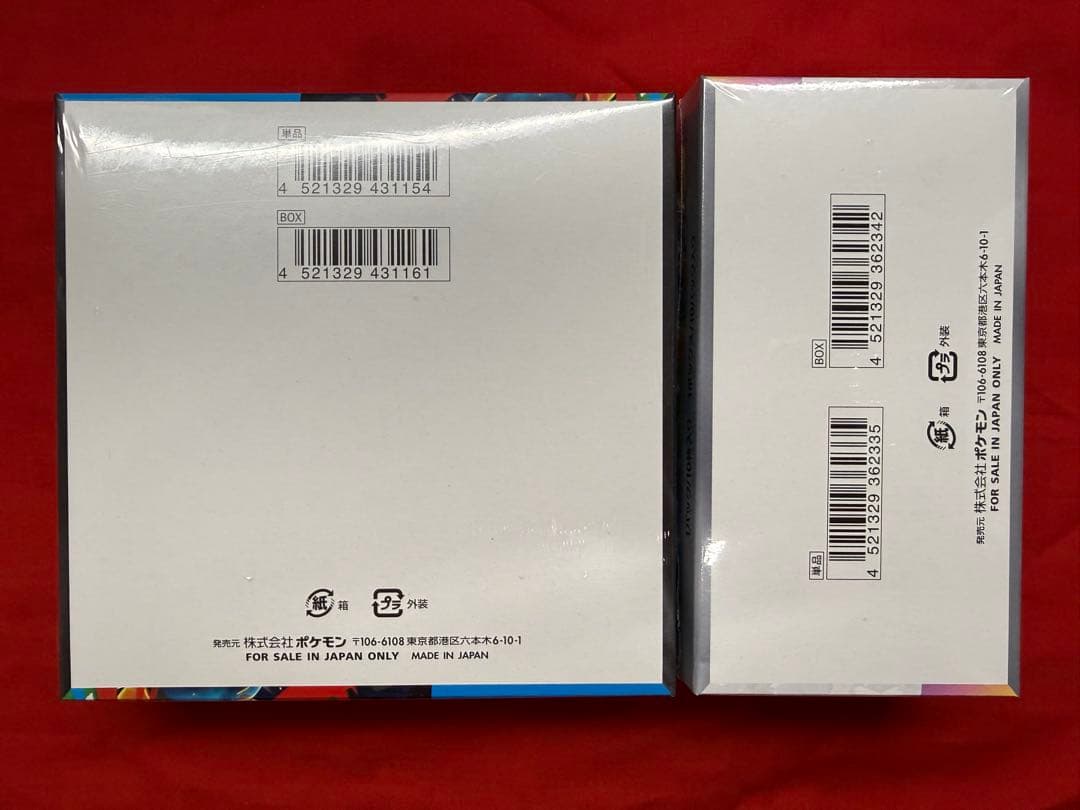 単品
4 521329 431154
BOX
4 521329 431161
紙 箱 プラ 外装
発売元 株式会社ポケモン 〒106-6108 東京都港区六本木6-10-1
FOR SALE IN JAPAN ONLY MADE IN JAPAN
単品
4 521329 362335
BOX
4 521329 362342
紙 箱 プラ 外装
発売元 株式会社ポケモン 〒106-6108 東京都港区六本木6-10-1
FOR SALE IN JAPAN ONLY MADE IN JAPAN